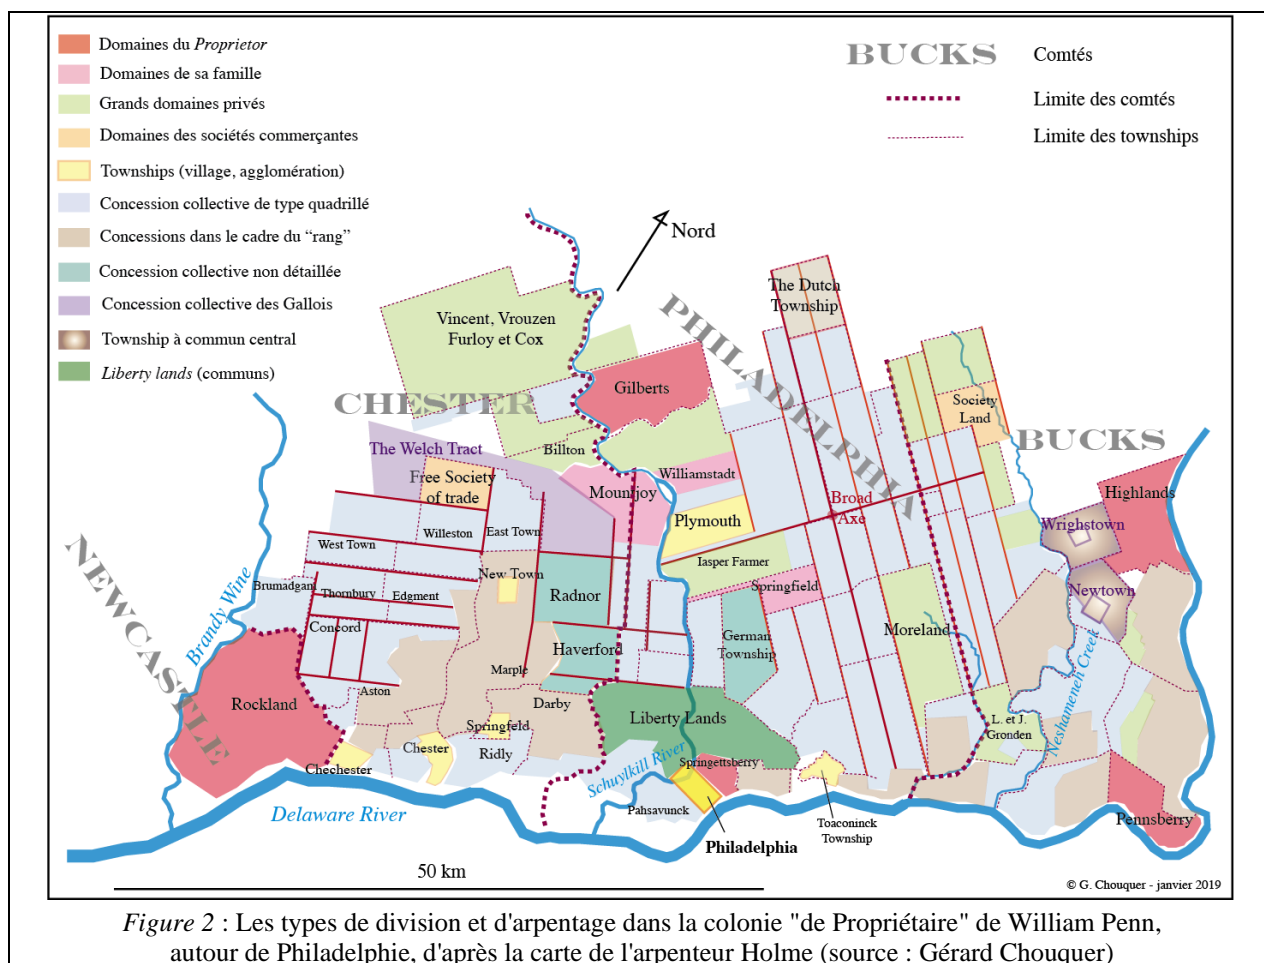 Domaines du Proprietor
Domaines de sa famille
Grands domaines privés
Domaines des sociétés commerçantes
Townships (village, agglomération)
Concession collective de type quadrillé
Concessions dans le cadre du “rang”
Concession collective non détaillée
Concession collective des Gallois
Township à commun central
Liberty lands (communs)
BUCKS
Comtés
Limite des comtés
Limite des townships
Nord
The Dutch
Township
Vincent, Vrouzen
Furloy et Cox
PHILADELPHIA
Gilberts
CHESTER
Society
Land
BUCKS
The Welch Tract
Billton
Free Society
of trade
Mountjoy
Williamstadt
Highlands
Broad
Axe
Plymouth
Wrighstown
Willeston
East Town
West Town
NEWCASTLE
Brandy Wine
Iasper Farmer
New Town
Springfield
Brumadgam
Thornbury
Edgment
Radnor
Newtown
Concord
German
Township
Moreland
Haverford
Marple
Neshamenech Creek
Aston
Rockland
Darby
Liberty Lands
L. et J.
Gronden
Springfeld
Chester
Ridly
Schuylkill River
Springettsberry
Chechester
Delaware River
Pahsavunck
Toaconinck
Township
Pennsberry
Philadelphia
50 km
© G. Chouquer - janvier 2019
Figure 2 : Les types de division et d'arpentage dans la colonie "de Propriétaire" de William Penn,
autour de Philadelphie, d'après la carte de l'arpenteur Holme (source : Gérard Chouquer)